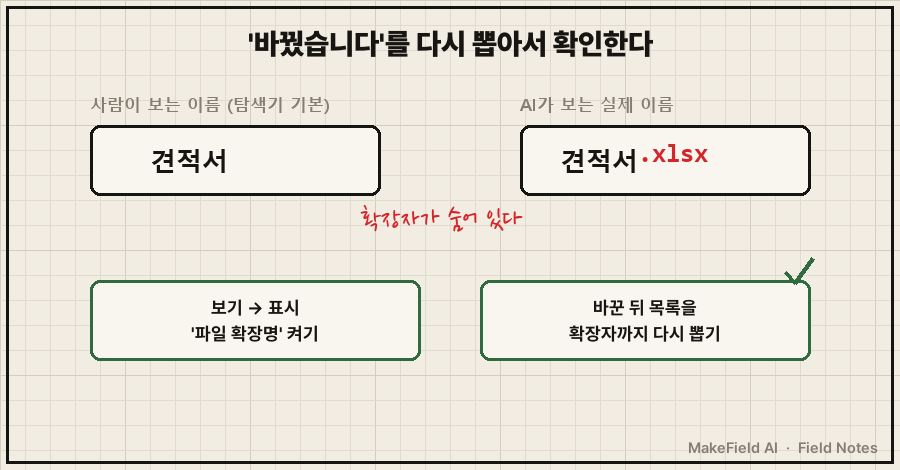 '바꿨습니다'를 다시 뽑아서 확인한다
사람이 보는 이름 (탐색기 기본)
AI가 보는 실제 이름
견적서
견적서.xlsx
확장자가 숨어 있다
보기 → 표시
'파일 확장명' 켜기
바꾼 뒤 목록을
확장자까지 다시 뽑기
MakeField AI · Field Notes